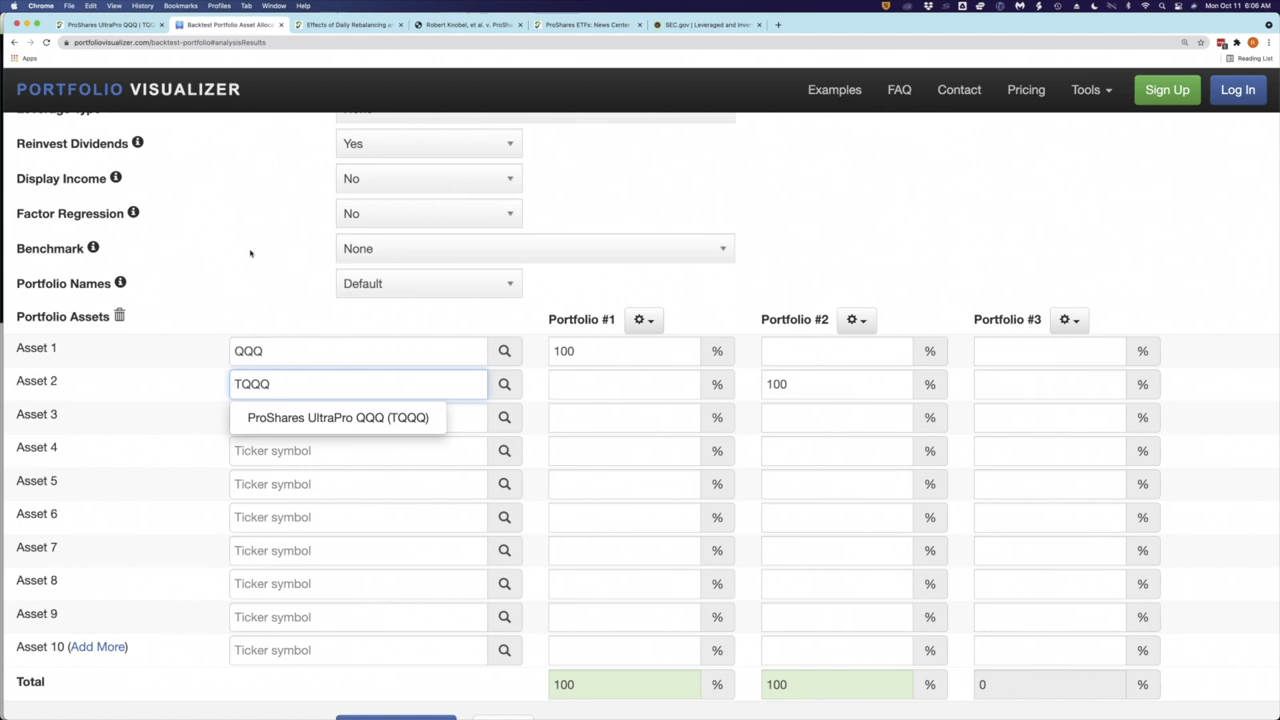 Chrome File Edit View History Bookmarks Profiles Tab Window Help Mon Oct 11 6:06 AM
ProShares UltraPro QQQ | TQQ Backtest Portfolio Asset Alloca Effects of Daily Rebalancing a Robert Knobel, et al. v. ProSha ProShares ETFs: News Center SEC.gov | Leveraged and Inver
portfoliovisualizer.com/backtest-portfolio#analysisResults
Apps Reading List
PORTFOLIO VISUALIZER Examples FAQ Contact Pricing Tools Sign Up Log In
Reinvest Dividends Yes
Display Income No
Factor Regression No
Benchmark None
Portfolio Names Default
Portfolio Assets Portfolio #1 Portfolio #2 Portfolio #3
Asset 1 QQQ 100 % % %
Asset 2 TQQQ % 100 % %
Asset 3 ProShares UltraPro QQQ (TQQQ) % % %
Asset 4 Ticker symbol % % %
Asset 5 Ticker symbol % % %
Asset 6 Ticker symbol % % %
Asset 7 Ticker symbol % % %
Asset 8 Ticker symbol % % %
Asset 9 Ticker symbol % % %
Asset 10 (Add More) Ticker symbol % % %
Total 100 % 100 % 0 %